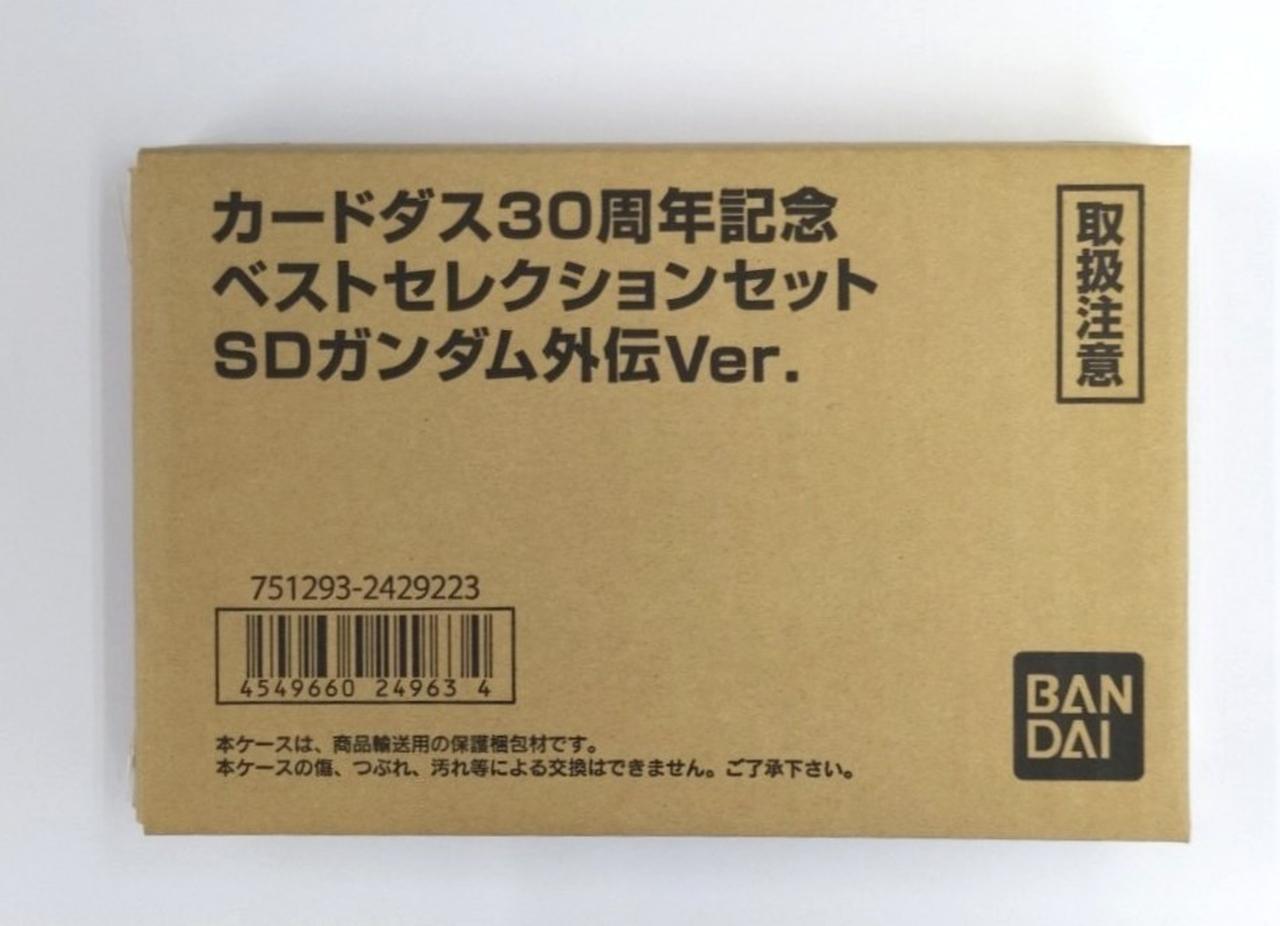 カードダス30周年記念
ベストセレクションセット
SDガンダム外伝Ver.
取扱注意
751293-2429223
4549660 24963 4
本ケースは、商品輸送用の保護梱包材です。
本ケースの傷、つぶれ、汚れ等による交換はできません。ご了承下さい。
BAN
DAI